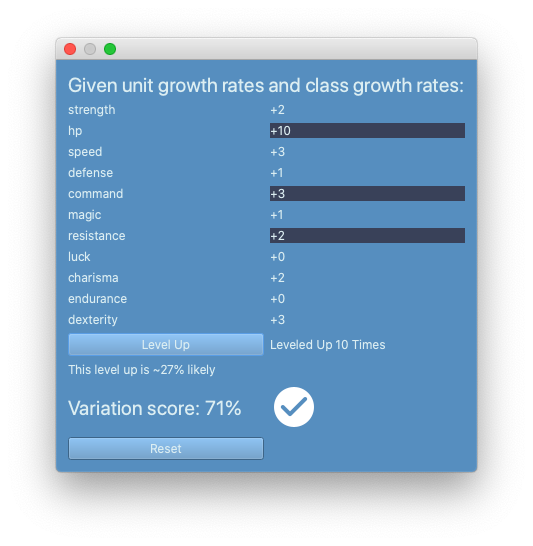 Given unit growth rates and class growth rates:
strength +2
hp +10
speed +3
defense +1
command +3
magic +1
resistance +2
luck +0
charisma +2
endurance +0
dexterity +3
Level Up Leveled Up 10 Times
This level up is ~27% likely
Variation score: 71%
Reset